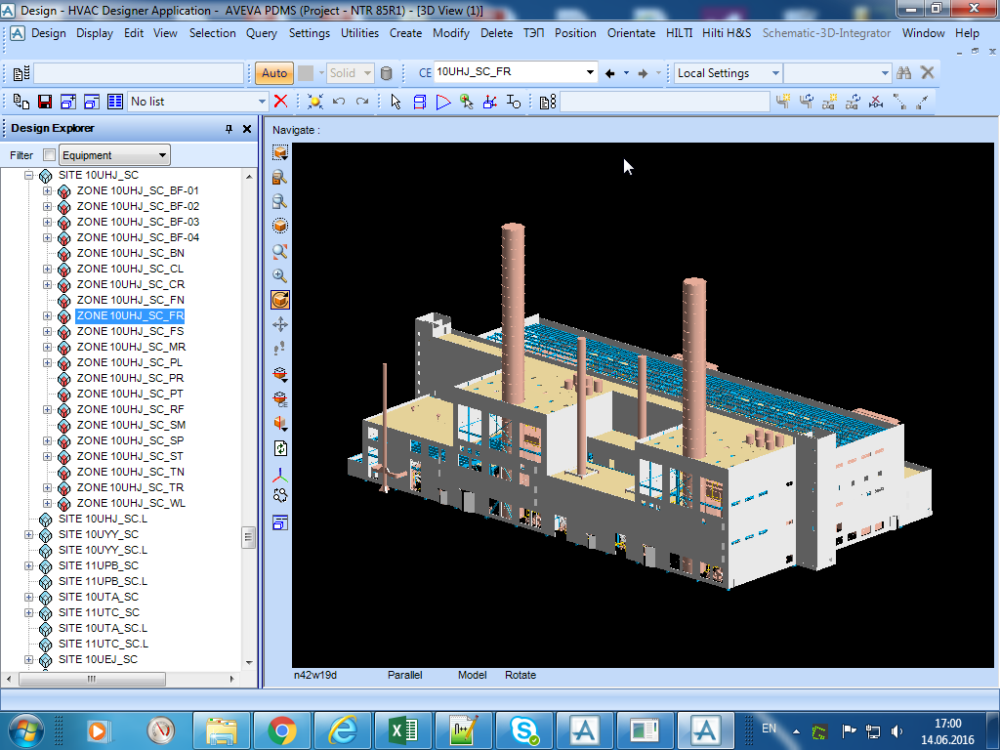 Design - HVAC Designer Application - AVEVA PDMS (Project - NTR 85R1) - [3D View (1)]
Design Display Edit View Selection Query Settings Utilities Create Modify Delete ТЭП Position Orientate HILTI Hilti H&S Schematic-3D-Integrator Window Help
Auto Solid CE 10UHJ_SC_FR Local Settings
No list
Design Explorer
Navigate :
Filter Equipment
SITE 10UHJ_SC
ZONE 10UHJ_SC_BF-01
ZONE 10UHJ_SC_BF-02
ZONE 10UHJ_SC_BF-03
ZONE 10UHJ_SC_BF-04
ZONE 10UHJ_SC_BN
ZONE 10UHJ_SC_CL
ZONE 10UHJ_SC_CR
ZONE 10UHJ_SC_FN
ZONE 10UHJ_SC_FR
ZONE 10UHJ_SC_FS
ZONE 10UHJ_SC_MR
ZONE 10UHJ_SC_PL
ZONE 10UHJ_SC_PR
ZONE 10UHJ_SC_PT
ZONE 10UHJ_SC_RF
ZONE 10UHJ_SC_SM
ZONE 10UHJ_SC_SP
ZONE 10UHJ_SC_ST
ZONE 10UHJ_SC_TN
ZONE 10UHJ_SC_TR
ZONE 10UHJ_SC_WL
SITE 10UHJ_SC.L
SITE 10UYY_SC
SITE 10UYY_SC.L
SITE 11UPB_SC
SITE 11UPB_SC.L
SITE 10UTA_SC
SITE 11UTC_SC
SITE 10UTA_SC.L
SITE 11UTC_SC.L
SITE 10UEJ_SC
n42w19d Parallel Model Rotate
EN
17:00
14.06.2016